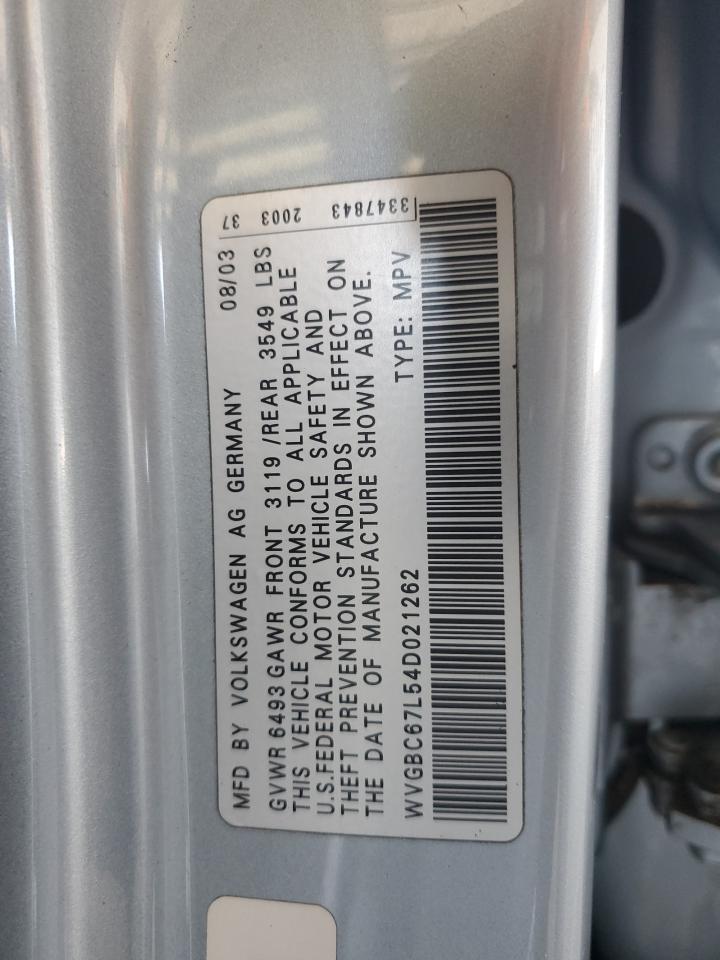 MFD BY VOLKSWAGEN AG GERMANY 08/03
GVWR 6493 GAWR FRONT 3119 /REAR 3549 LBS
THIS VEHICLE CONFORMS TO ALL APPLICABLE
U.S.FEDERAL MOTOR VEHICLE SAFETY AND
THEFT PREVENTION STANDARDS IN EFFECT ON
THE DATE OF MANUFACTURE SHOWN ABOVE.
WVGBC67L54D021262 TYPE: MPV
37 2003 3347843